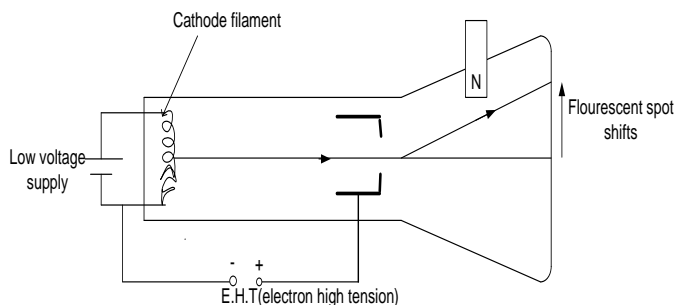 Cathode filament
N
Flourescent spot
shifts
Low voltage
supply
- +
E.H.T(electron high tension)